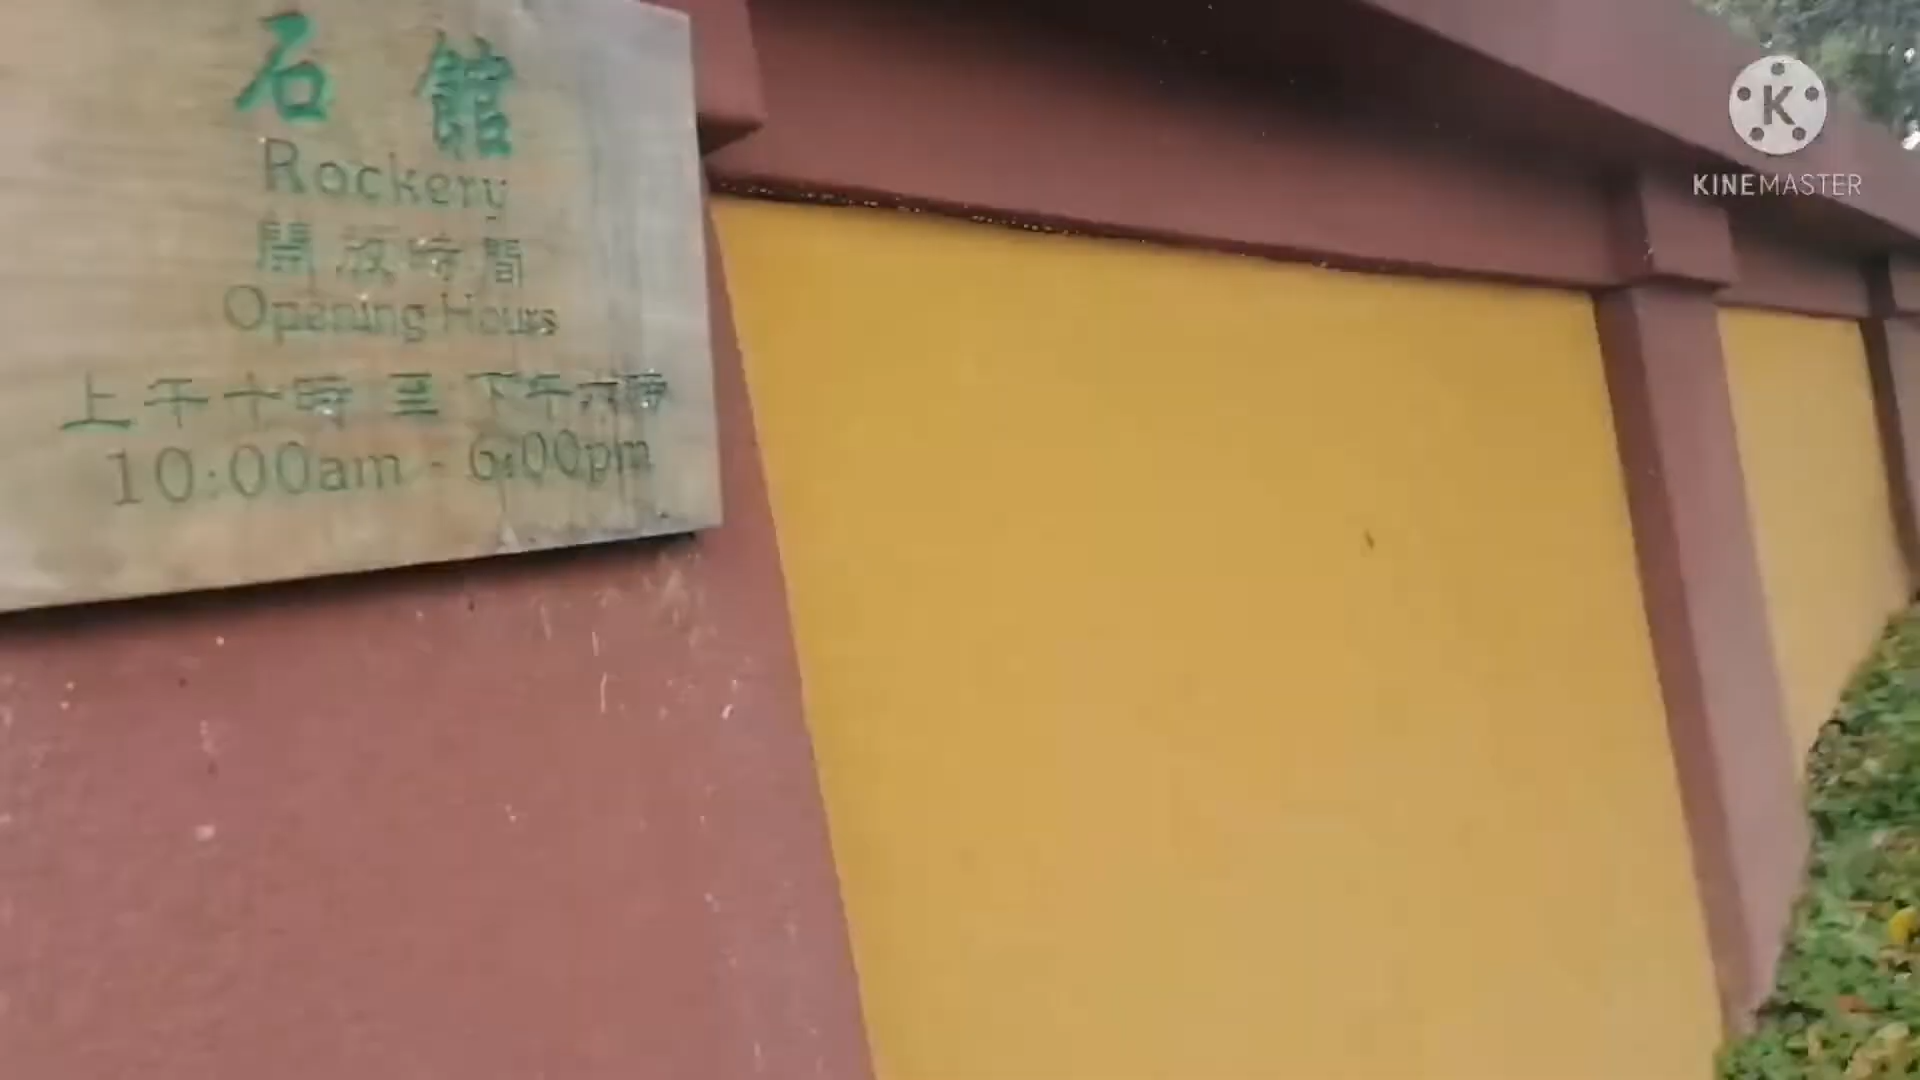 石館
Rockery
開放時間
Opening Hours
上午十時 至 下午六時
10:00am - 6:00pm
K
KINEMASTER